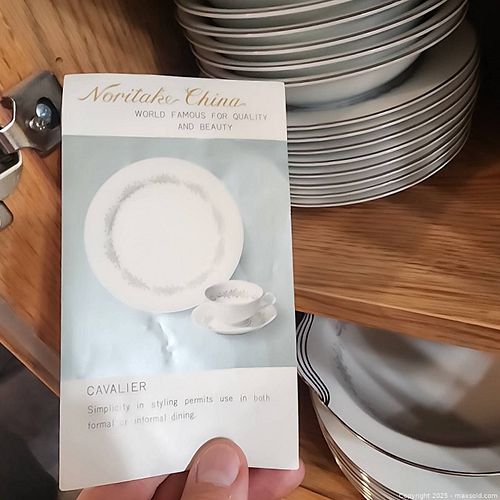 Noritake China
WORLD FAMOUS FOR QUALITY
AND BEAUTY
CAVALIER
Simplicity in styling permits use in both
formal or informal dining.
copyright 2025 - maxsold.com